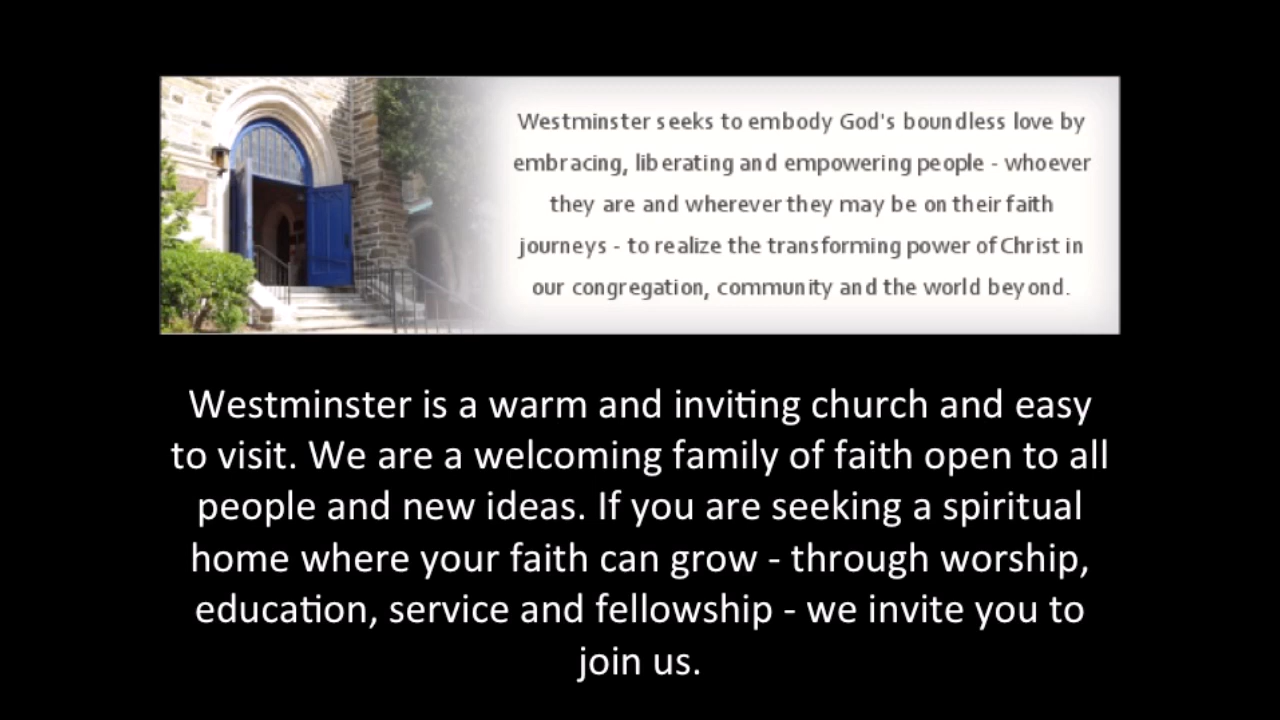 Westminster seeks to embody God's boundless love by
embracing, liberating and empowering people - whoever
they are and wherever they may be on their faith
journeys - to realize the transforming power of Christ in
our congregation, community and the world beyond.
Westminster is a warm and inviting church and easy
to visit. We are a welcoming family of faith open to all
people and new ideas. If you are seeking a spiritual
home where your faith can grow - through worship,
education, service and fellowship - we invite you to
join us.